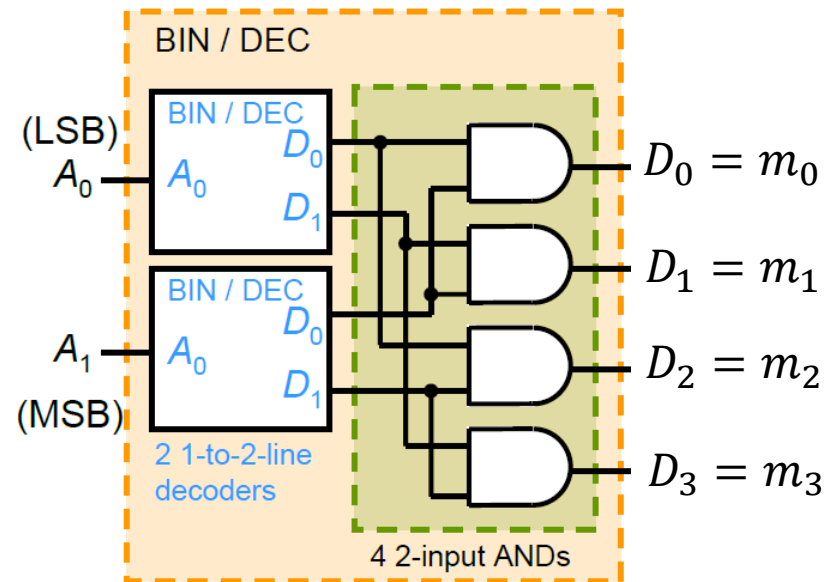 BIN / DEC
(LSB)
A₀
BIN / DEC
A₀
D₀
D₁
A₁
(MSB)
BIN / DEC
A₀
D₀
D₁
2 1-to-2-line
decoders
D₀ = m₀
D₁ = m₁
D₂ = m₂
D₃ = m₃
4 2-input ANDs